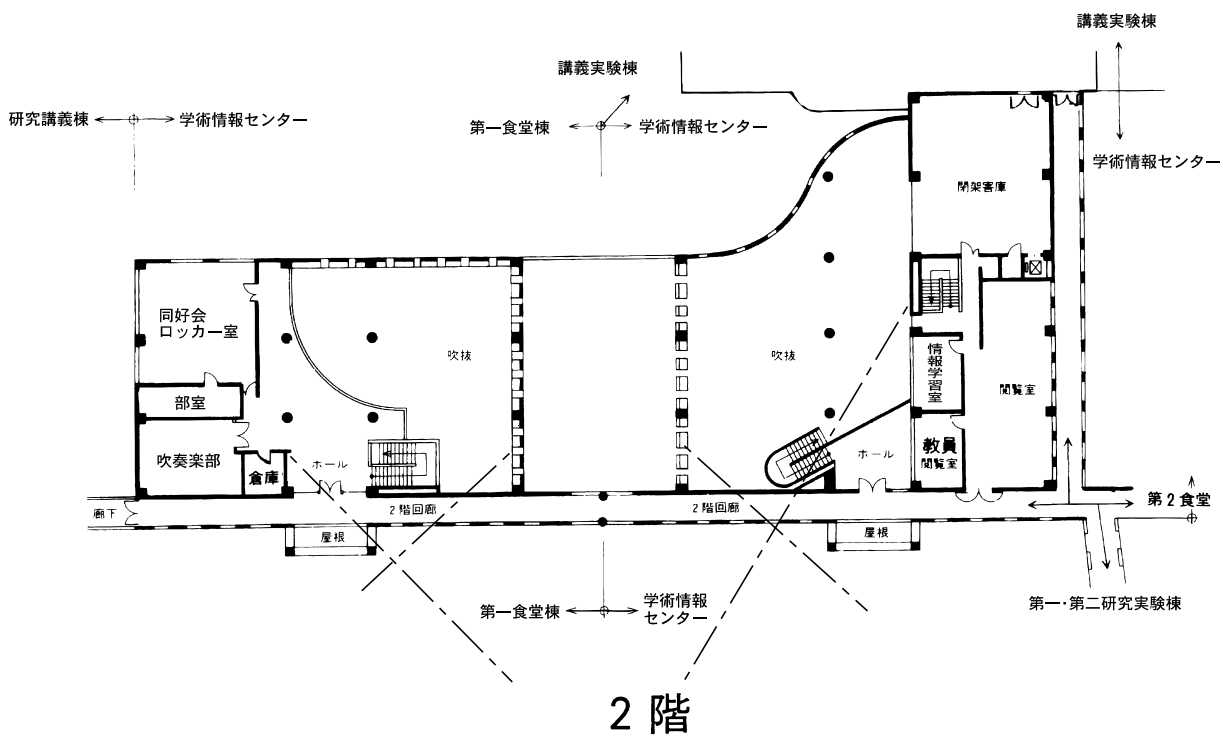 講義実験棟
講義実験棟
研究講義棟
学術情報センター
第一食堂棟
学術情報センター
学術情報センター
閉架害庫
同好会
ロッカー室
吹抜
吹抜
情報学習室
閲覧室
部室
吹奏楽部
倉庫
ホール
ホール
教員
閲覧室
廊下
2階回廊
2階回廊
第2食堂
屋根
屋根
第一食堂棟
学術情報
センター
第一・第二研究実験棟
2階